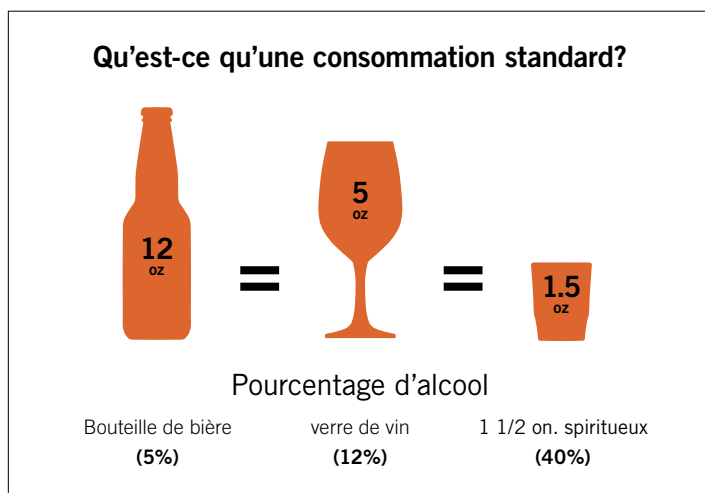 Qu'est-ce qu'une consommation standard?
12
oz
=
5
oz
=
1.5
oz
Pourcentage d'alcool
Bouteille de bière
(5%)
verre de vin
(12%)
1 1/2 on. spiritueux
(40%)